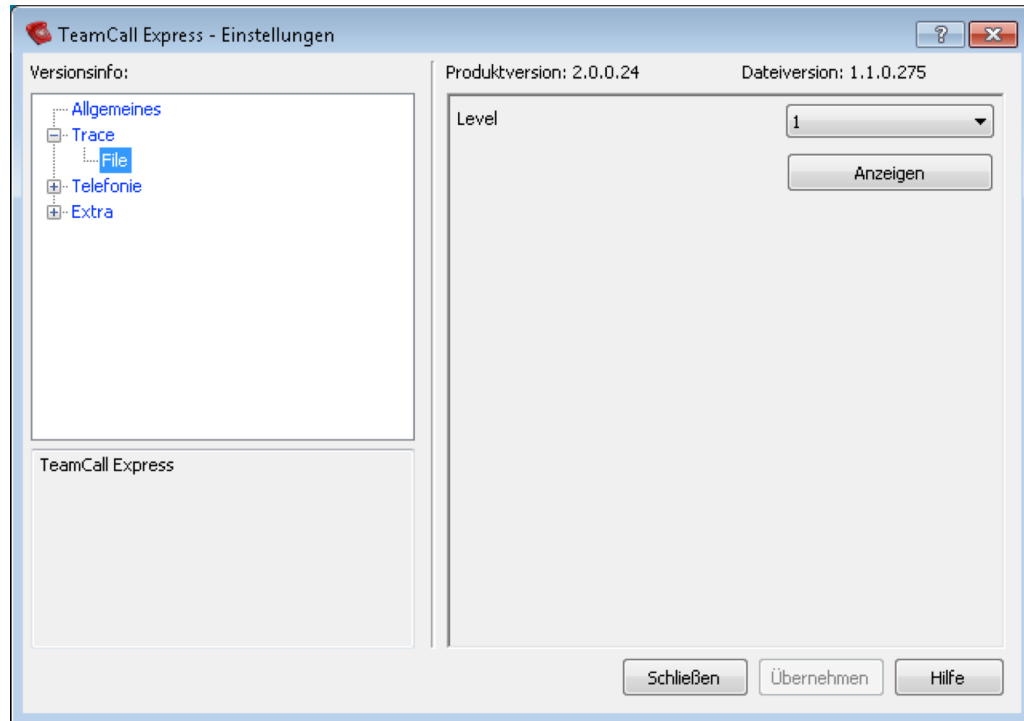 TeamCall Express - Einstellungen
Versionsinfo:
Produktversion: 2.0.0.24
Dateiversion: 1.1.0.275
Allgemeines
Trace
File
Telefonie
Extra
Level
1
Anzeigen
TeamCall Express
Schließen
Übernehmen
Hilfe